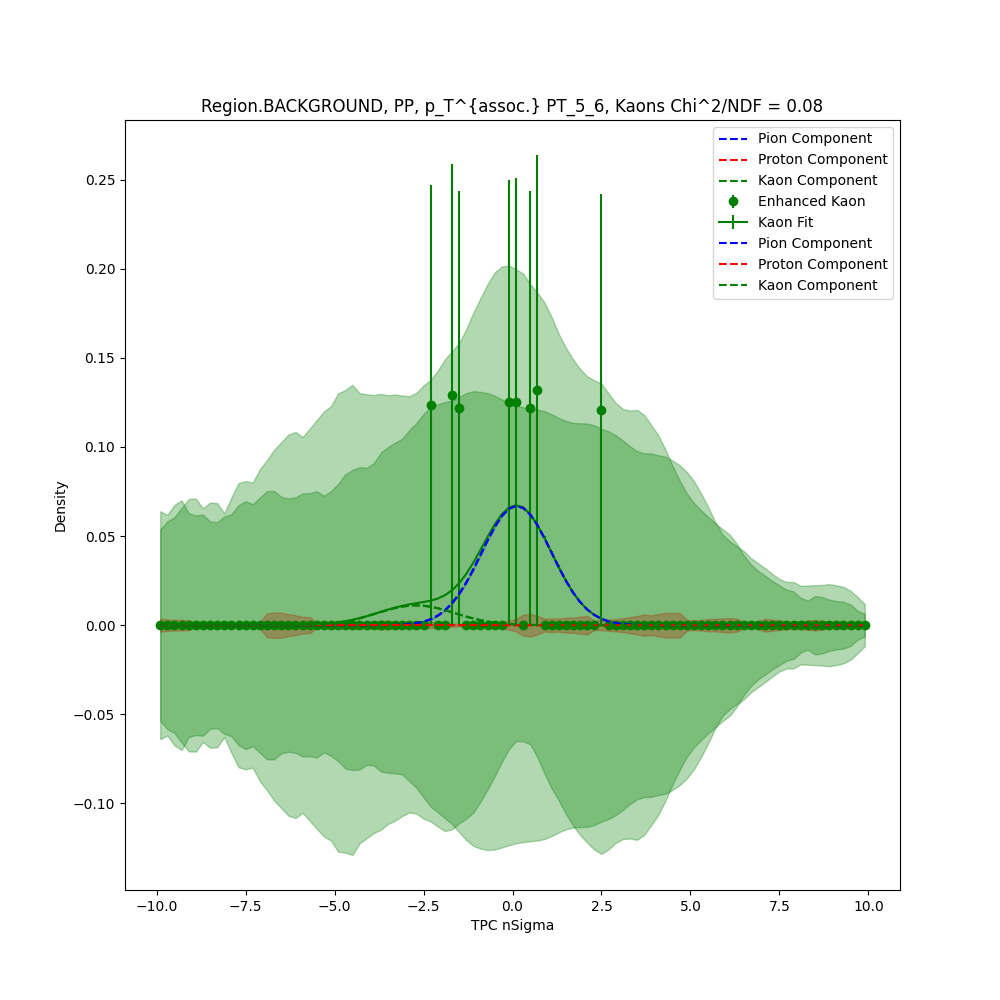 Region.BACKGROUND, PP, p_T^{assoc.} PT_5_6, Kaons Chi^2/NDF = 0.08
Pion Component
Proton Component
Kaon Component
Enhanced Kaon
Kaon Fit
Pion Component
Proton Component
Kaon Component
0.25
0.20
0.15
0.10
0.05
0.00
−0.05
−0.10
Density
−10.0 −7.5 −5.0 −2.5 0.0 2.5 5.0 7.5 10.0
TPC nSigma